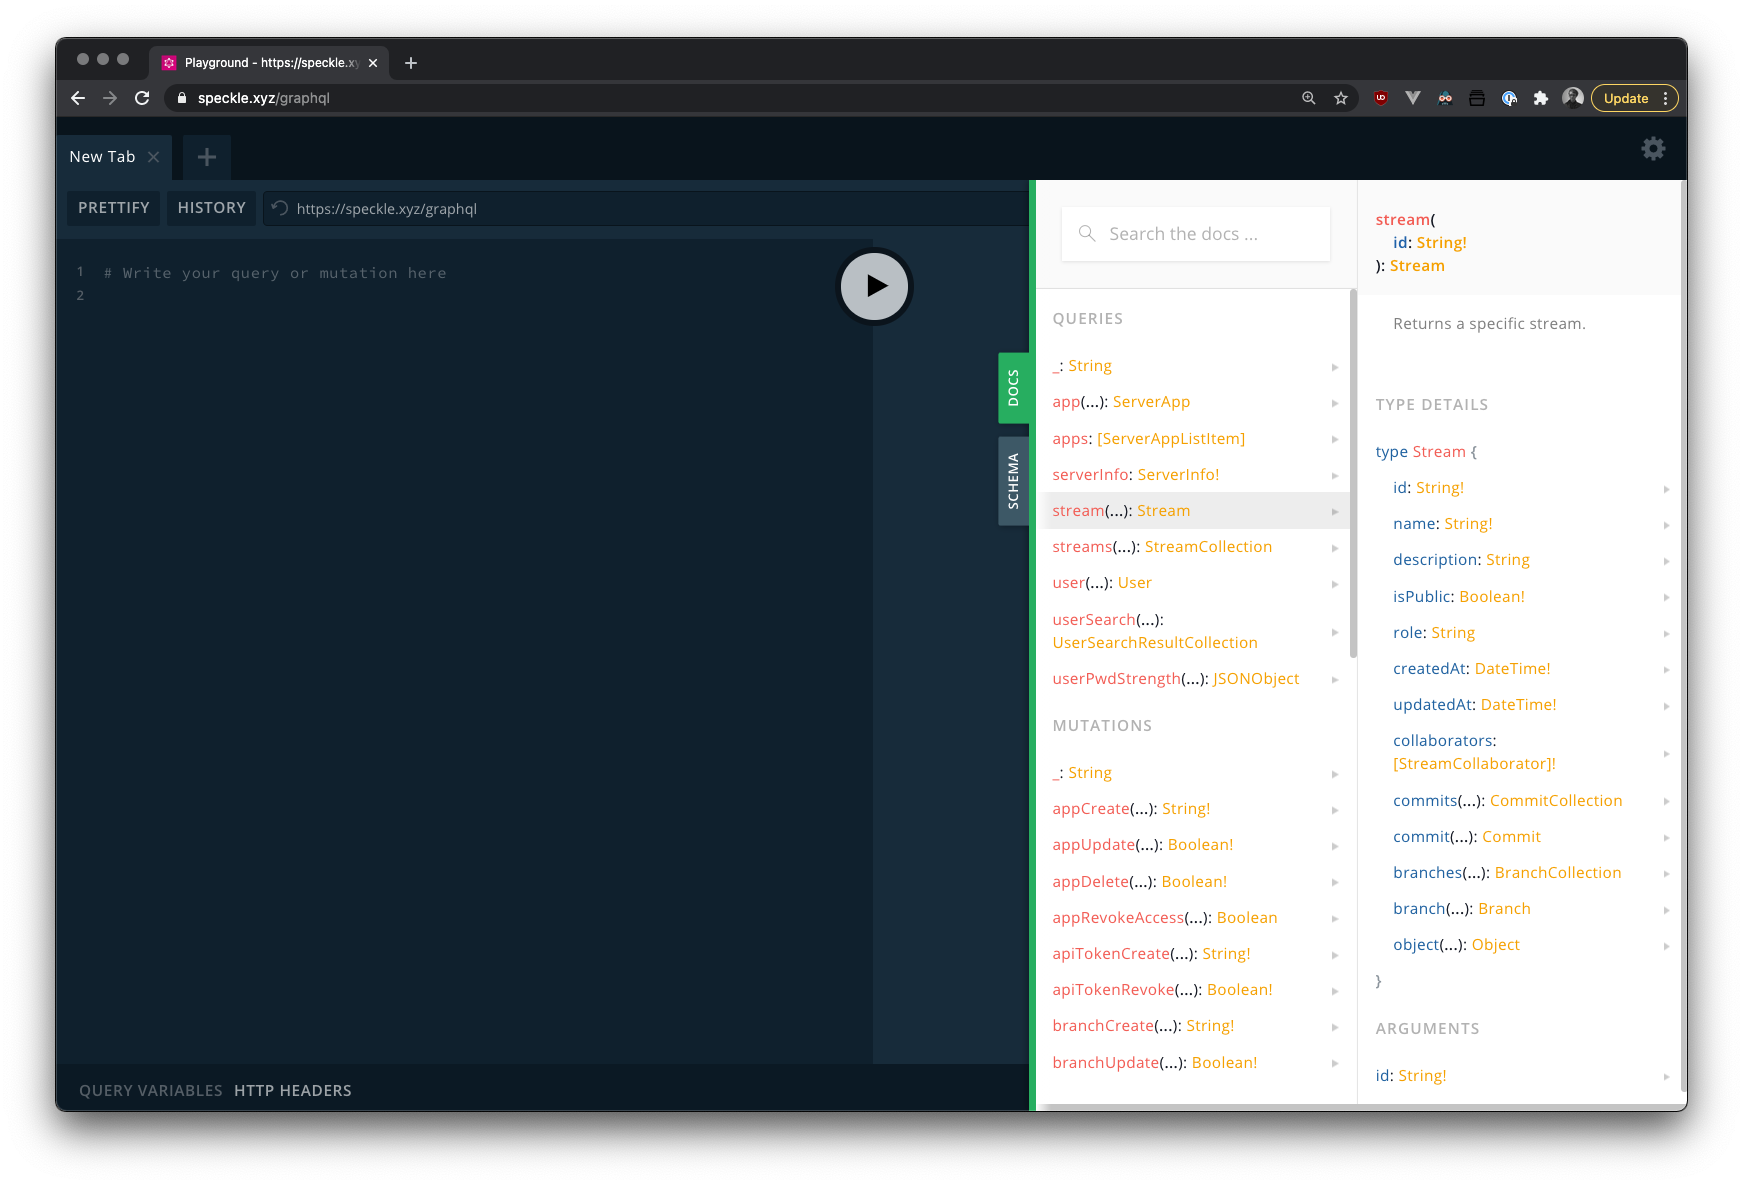 Playground - https://speckle.xy
speckle.xyz/graphql
Update
New Tab
PRETTIFY
HISTORY
https://speckle.xyz/graphql
1 # Write your query or mutation here
2
DOCS
SCHEMA
QUERY VARIABLES
HTTP HEADERS
Search the docs ...
QUERIES
_: String
app(...): ServerApp
apps: [ServerAppListItem]
serverInfo: ServerInfo!
stream(...): Stream
streams(...): StreamCollection
user(...): User
userSearch(...):
UserSearchResultCollection
userPwdStrength(...): JSONObject
MUTATIONS
_: String
appCreate(...): String!
appUpdate(...): Boolean!
appDelete(...): Boolean!
appRevokeAccess(...): Boolean
apiTokenCreate(...): String!
apiTokenRevoke(...): Boolean!
branchCreate(...): String!
branchUpdate(...): Boolean!
stream(
id: String!
): Stream
Returns a specific stream.
TYPE DETAILS
type Stream {
id: String!
name: String!
description: String
isPublic: Boolean!
role: String
createdAt: DateTime!
updatedAt: DateTime!
collaborators:
[StreamCollaborator]!
commits(...): CommitCollection
commit(...): Commit
branches(...): BranchCollection
branch(...): Branch
object(...): Object
}
ARGUMENTS
id: String!